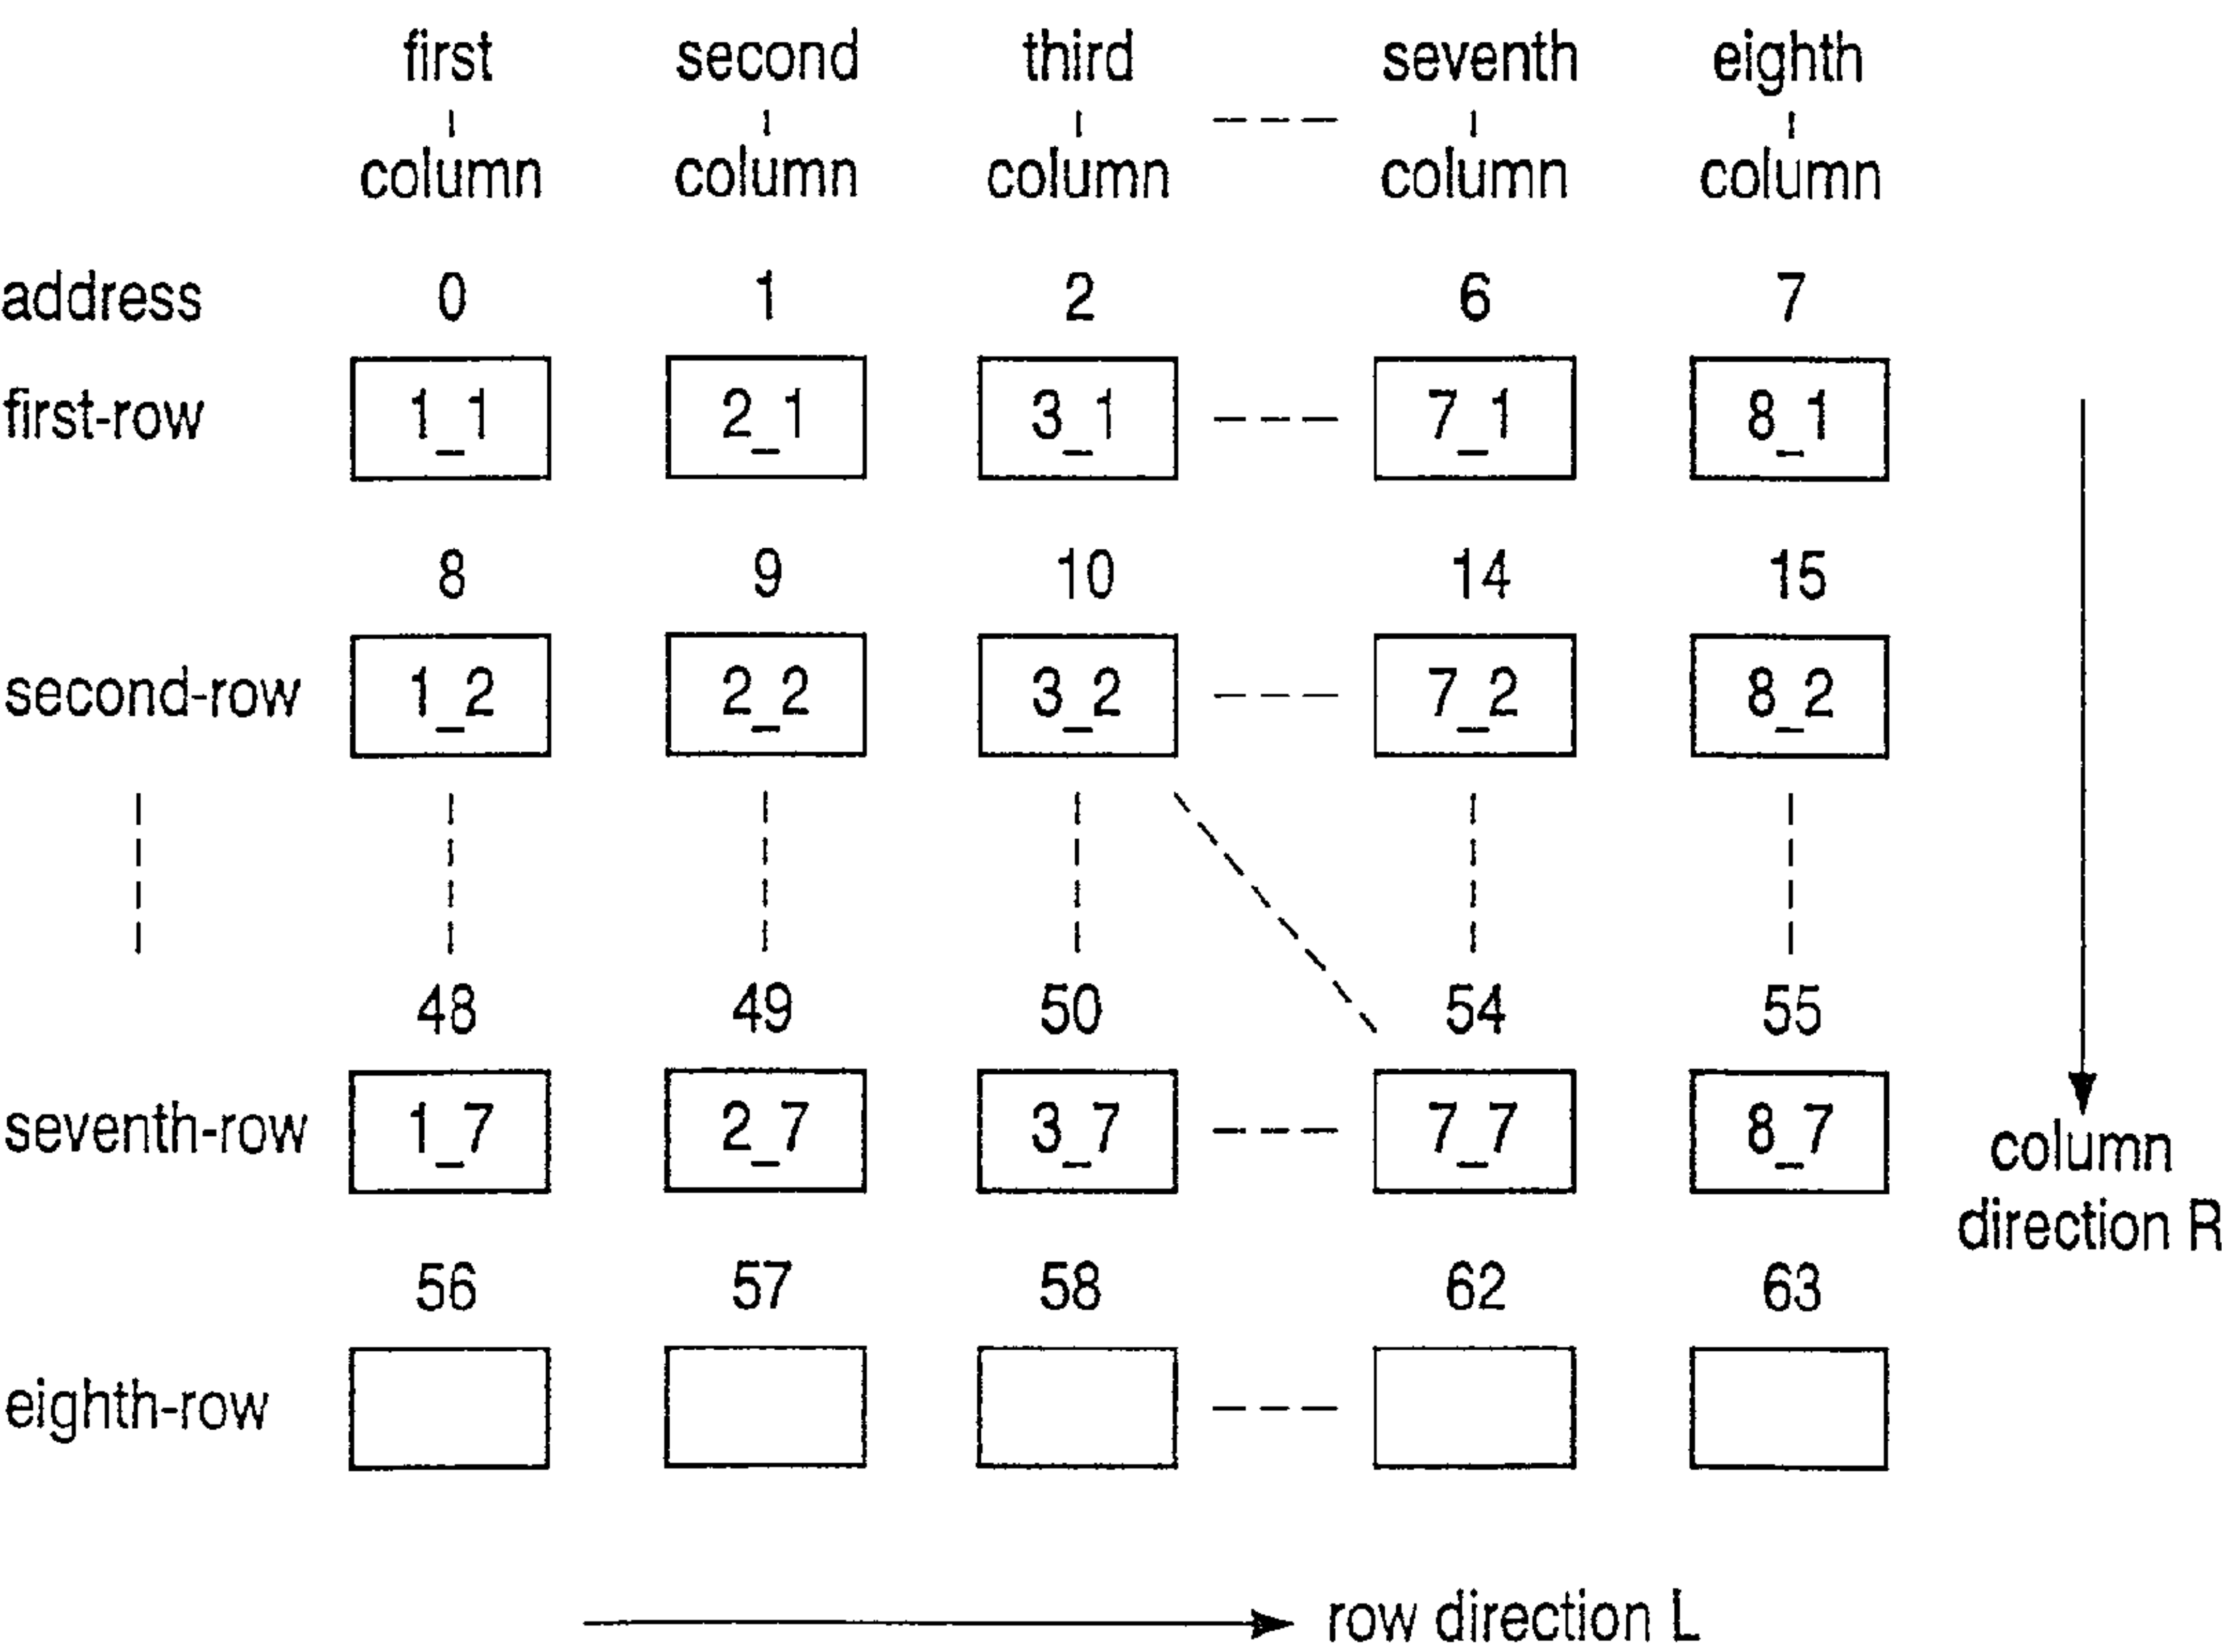 first second third seventh eighth
column column column column column
address 0 1 2 6 7
first-row 1_1 2_1 3_1 7_1 8_1
8 9 10 14 15
second-row 1_2 2_2 3_2 7_2 8_2
48 49 50 54 55
seventh-row 1_7 2_7 3_7 7_7 8_7
column
direction R
56 57 58 62 63
eighth-row
row direction L